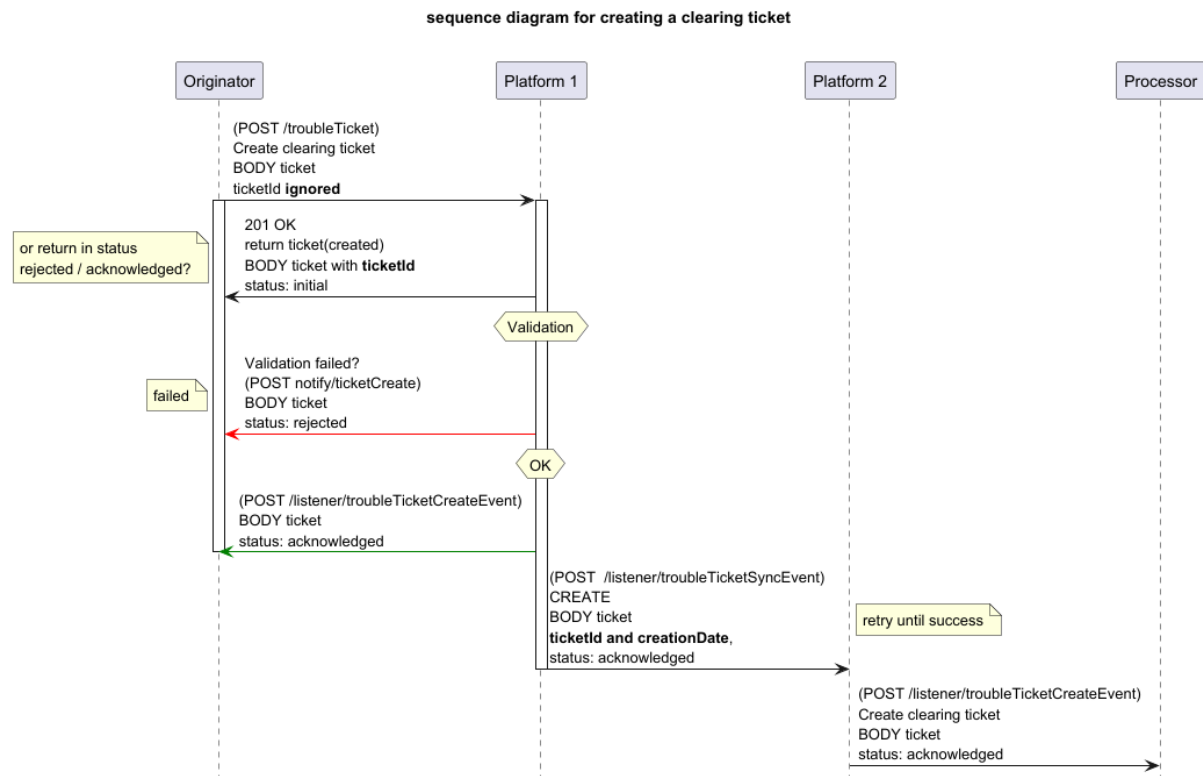 sequence diagram for creating a clearing ticket
Originator
Platform 1
Platform 2
Processor
(POST /troubleTicket)
Create clearing ticket
BODY ticket
ticketId ignored
or return in status
rejected / acknowledged?
201 OK
return ticket(created)
BODY ticket with ticketId
status: initial
Validation
failed
Validation failed?
(POST notify/ticketCreate)
BODY ticket
status: rejected
OK
(POST /listener/troubleTicketCreateEvent)
BODY ticket
status: acknowledged
(POST  /listener/troubleTicketSyncEvent)
CREATE
BODY ticket
ticketId and creationDate,
status: acknowledged
retry until success
(POST /listener/troubleTicketCreateEvent)
Create clearing ticket
BODY ticket
status: acknowledged